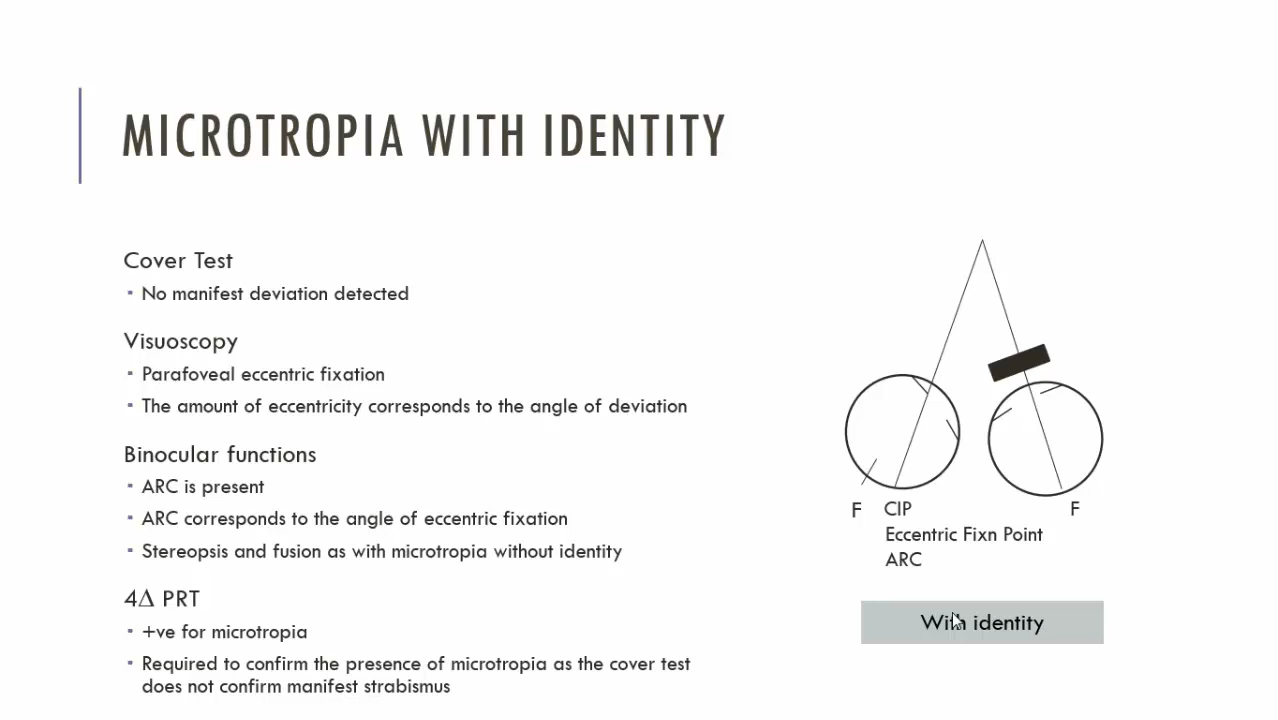 MICROTROPIA WITH IDENTITY
Cover Test
▪ No manifest deviation detected
Visuoscopy
▪ Parafoveal eccentric fixation
▪ The amount of eccentricity corresponds to the angle of deviation
Binocular functions
▪ ARC is present
▪ ARC corresponds to the angle of eccentric fixation
▪ Stereopsis and fusion as with microtropia without identity
4Δ PRT
▪ +ve for microtropia
▪ Required to confirm the presence of microtropia as the cover test
does not confirm manifest strabismus
F CIP F
Eccentric Fixn Point
ARC
With identity